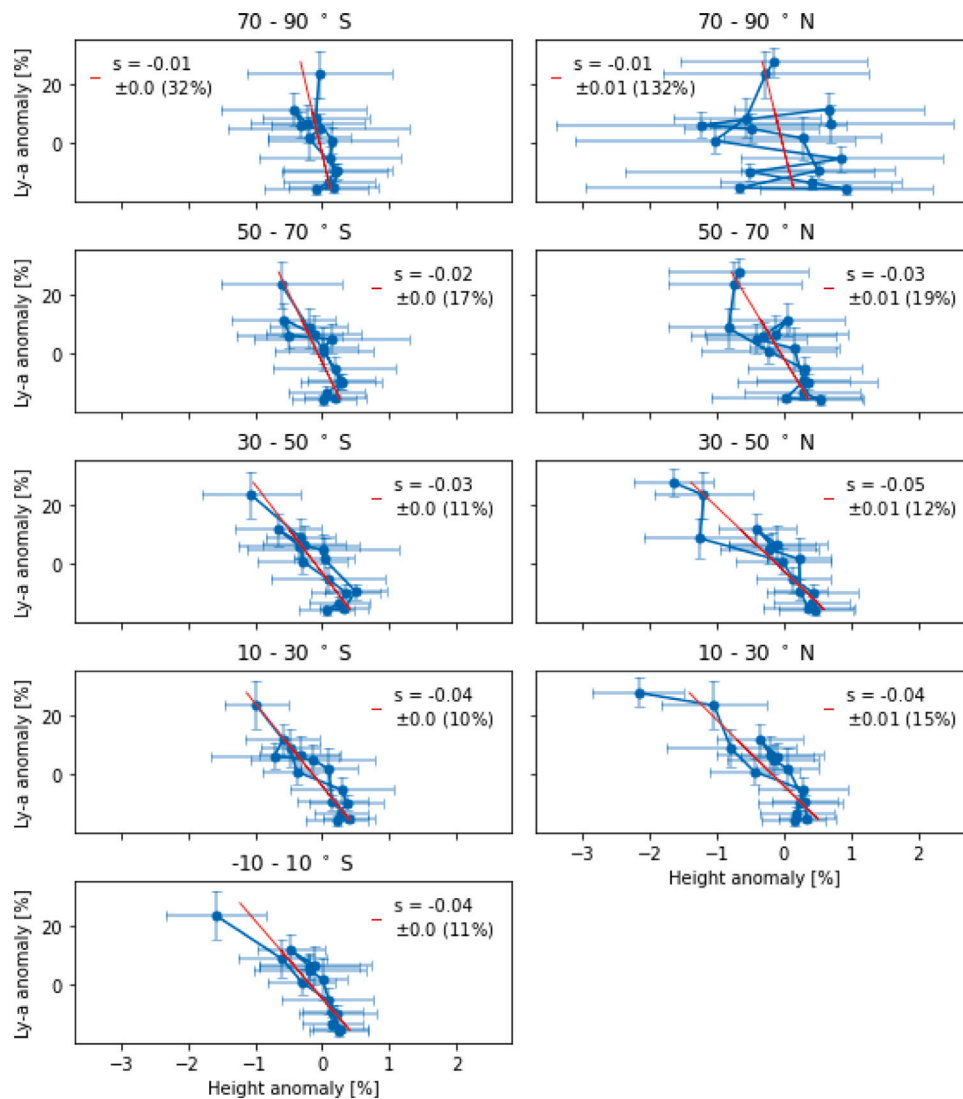 70 - 90 ° S
70 - 90 ° N
Ly-a anomaly [%]
20
0
s = -0.01
±0.0 (32%)
s = -0.01
±0.01 (132%)
50 - 70 ° S
50 - 70 ° N
Ly-a anomaly [%]
20
0
s = -0.02
±0.0 (17%)
s = -0.03
±0.01 (19%)
30 - 50 ° S
30 - 50 ° N
Ly-a anomaly [%]
20
0
s = -0.03
±0.0 (11%)
s = -0.05
±0.01 (12%)
10 - 30 ° S
10 - 30 ° N
Ly-a anomaly [%]
20
0
s = -0.04
±0.0 (10%)
s = -0.04
±0.01 (15%)
−3 −2 −1 0 1 2
Height anomaly [%]
-10 - 10 ° S
Ly-a anomaly [%]
20
0
s = -0.04
±0.0 (11%)
−3 −2 −1 0 1 2
Height anomaly [%]